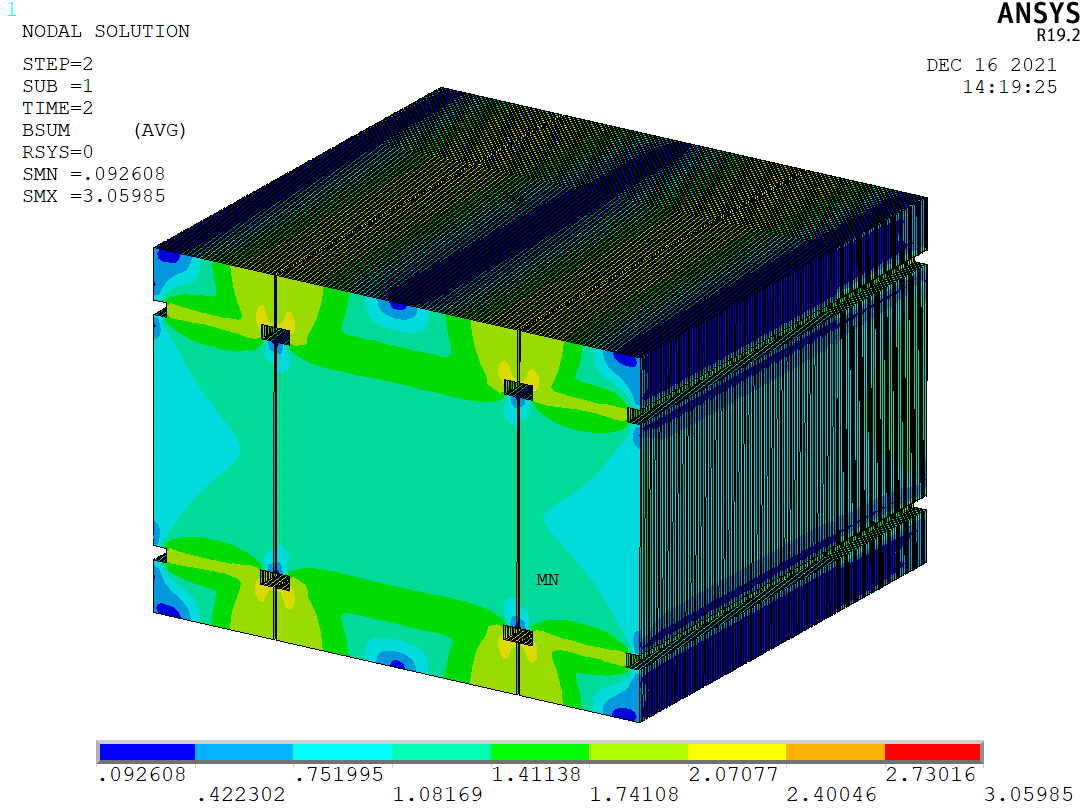 1
NODAL SOLUTION
STEP=2
SUB =1
TIME=2
BSUM (AVG)
RSYS=0
SMN =.092608
SMX =3.05985
ANSYS
R19.2
DEC 16 2021
14:19:25
MN
.092608 .751995 1.41138 2.07077 2.73016
.422302 1.08169 1.74108 2.40046 3.05985